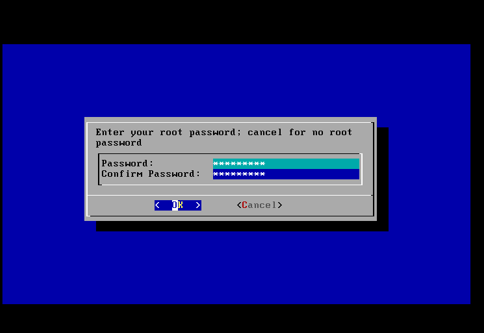 Enter your root password; cancel for no root
password
Password: *********
Confirm Password: *********
< OK > <Cancel>